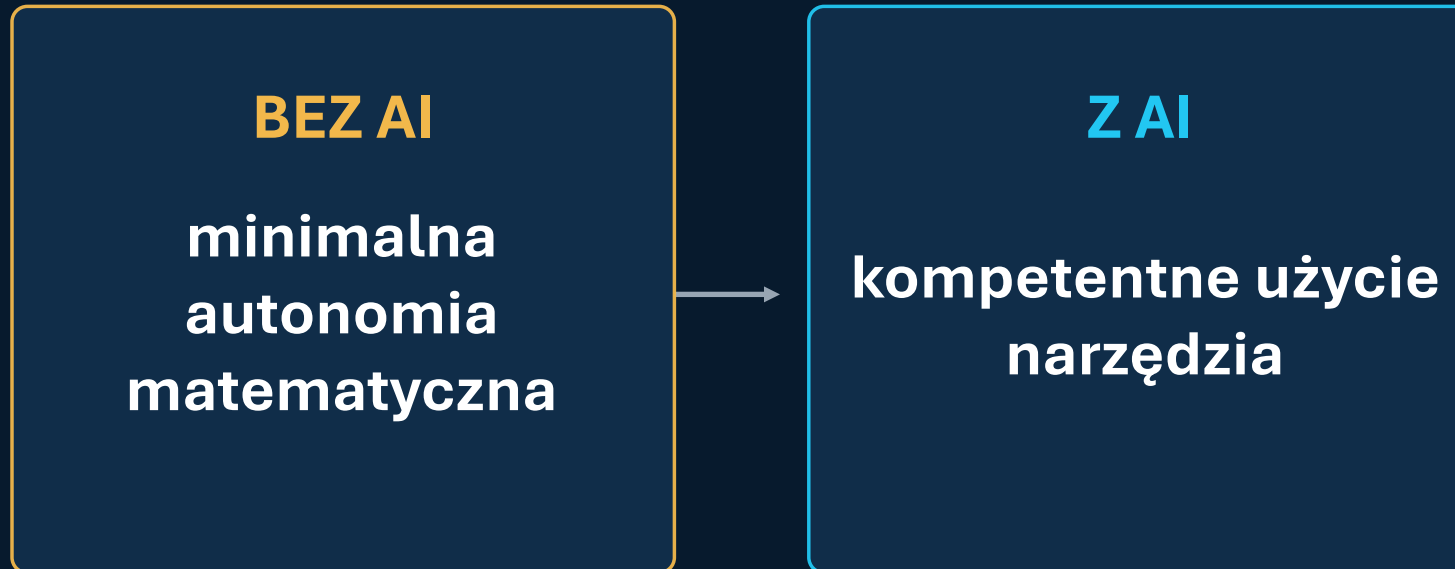 BEZ AI
minimalna
autonomia
matematyczna
Z AI
kompetentne użycie
narzędzia